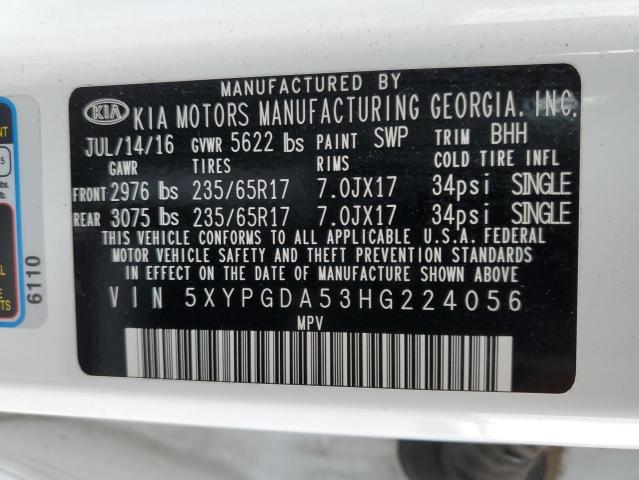 MANUFACTURED BY
KIA KIA MOTORS MANUFACTURING GEORGIA, INC.
JUL/14/16 GVWR 5622 lbs PAINT SWP TRIM BHH
GAWR TIRES RIMS COLD TIRE INFL
FRONT 2976 lbs 235/65R17 7.0JX17 34psi SINGLE
REAR 3075 lbs 235/65R17 7.0JX17 34psi SINGLE
THIS VEHICLE CONFORMS TO ALL APPLICABLE U.S.A. FEDERAL
MOTOR VEHICLE SAFETY AND THEFT PREVENTION STANDARDS
IN EFFECT ON THE DATE OF MANUFACTURE SHOWN ABOVE.
VIN 5XYPGDA53HG224056
MPV
6110